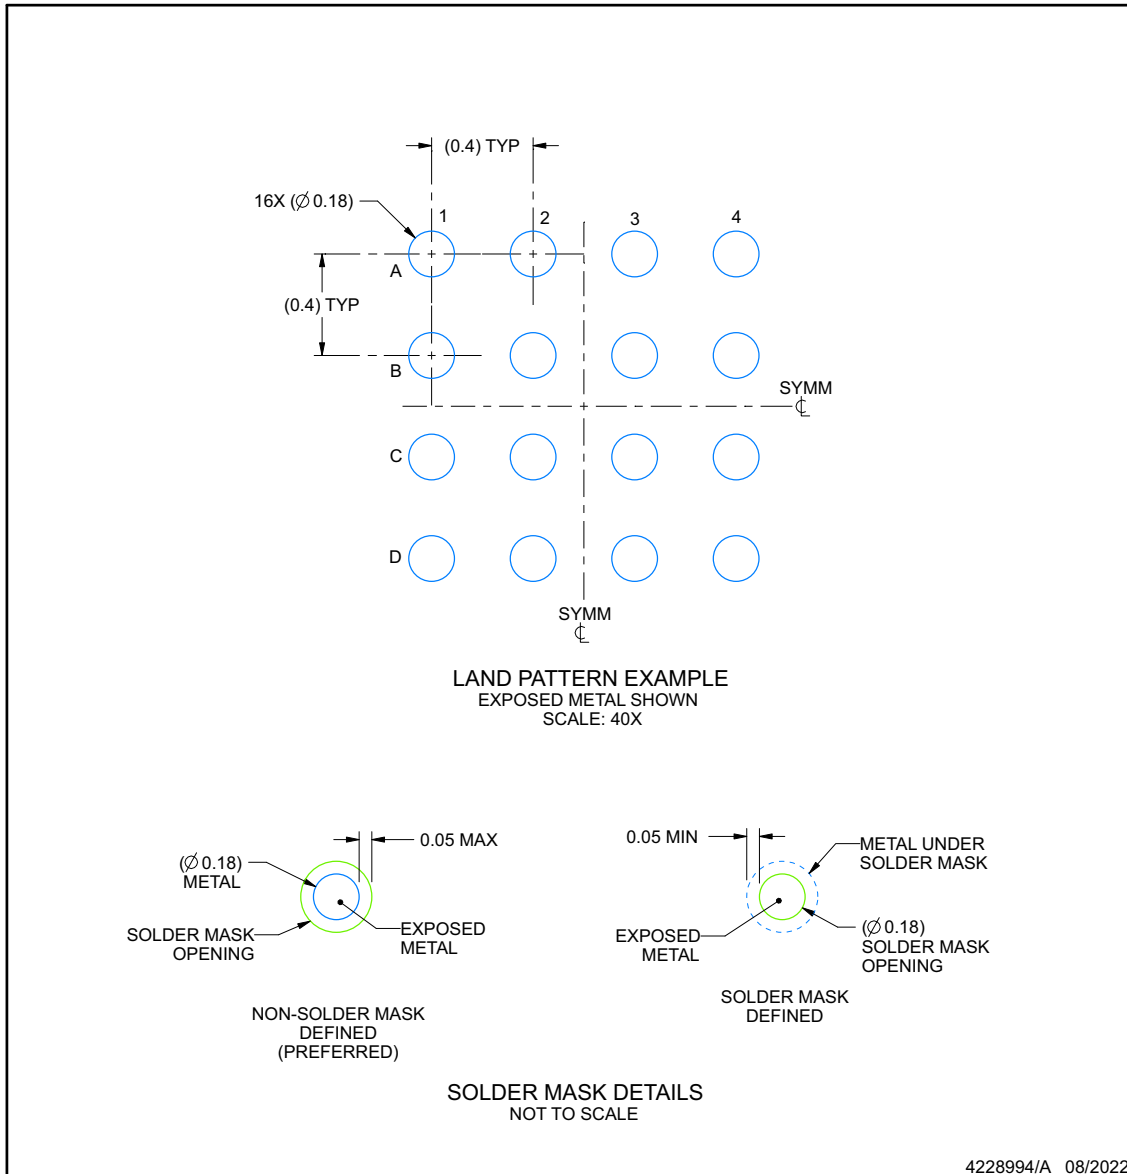 (0.4) TYP
16X (∅ 0.18)
1 2 3 4
A
(0.4) TYP
B
SYMM
℄
C
D
SYMM
℄
LAND PATTERN EXAMPLE
EXPOSED METAL SHOWN
SCALE: 40X
0.05 MAX
(∅ 0.18)
METAL
SOLDER MASK
OPENING
EXPOSED
METAL
NON-SOLDER MASK
DEFINED
(PREFERRED)
0.05 MIN
METAL UNDER
SOLDER MASK
EXPOSED
METAL
(∅ 0.18)
SOLDER MASK
OPENING
SOLDER MASK
DEFINED
SOLDER MASK DETAILS
NOT TO SCALE
4228994/A 08/2022